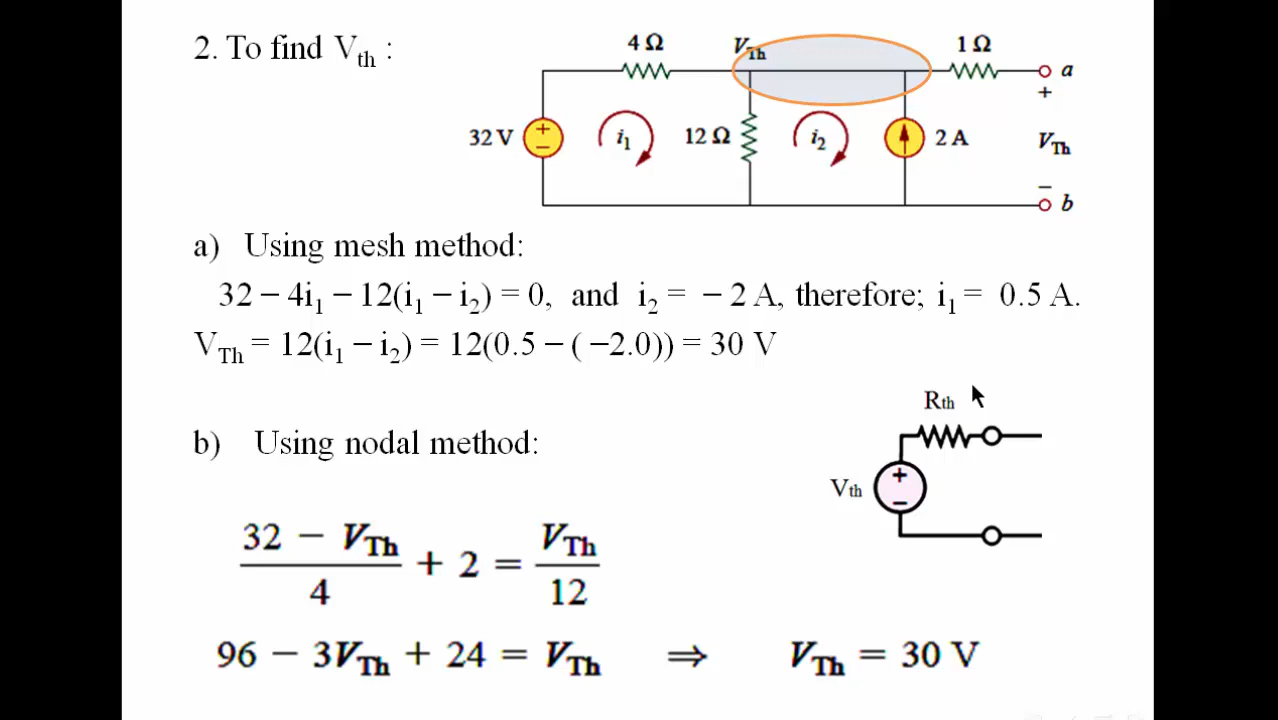 2. To find Vth :
4 Ω
VTh
1 Ω
a
+
32 V
+
−
i1
12 Ω
i2
2 A
VTh
−
b
a) Using mesh method:
32 − 4i1 − 12(i1 − i2) = 0, and i2 = − 2 A, therefore; i1 = 0.5 A.
VTh = 12(i1 − i2) = 12(0.5 − ( −2.0)) = 30 V
Rth
b) Using nodal method:
Vth
+
−
32 − VTh / 4 + 2 = VTh / 12
96 − 3VTh + 24 = VTh ⇒ VTh = 30 V